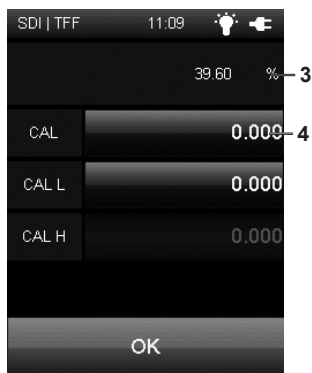 SDI | TFF 11:09
39.60 % 3
CAL 0.000 4
CAL L 0.000
CAL H 0.000
OK